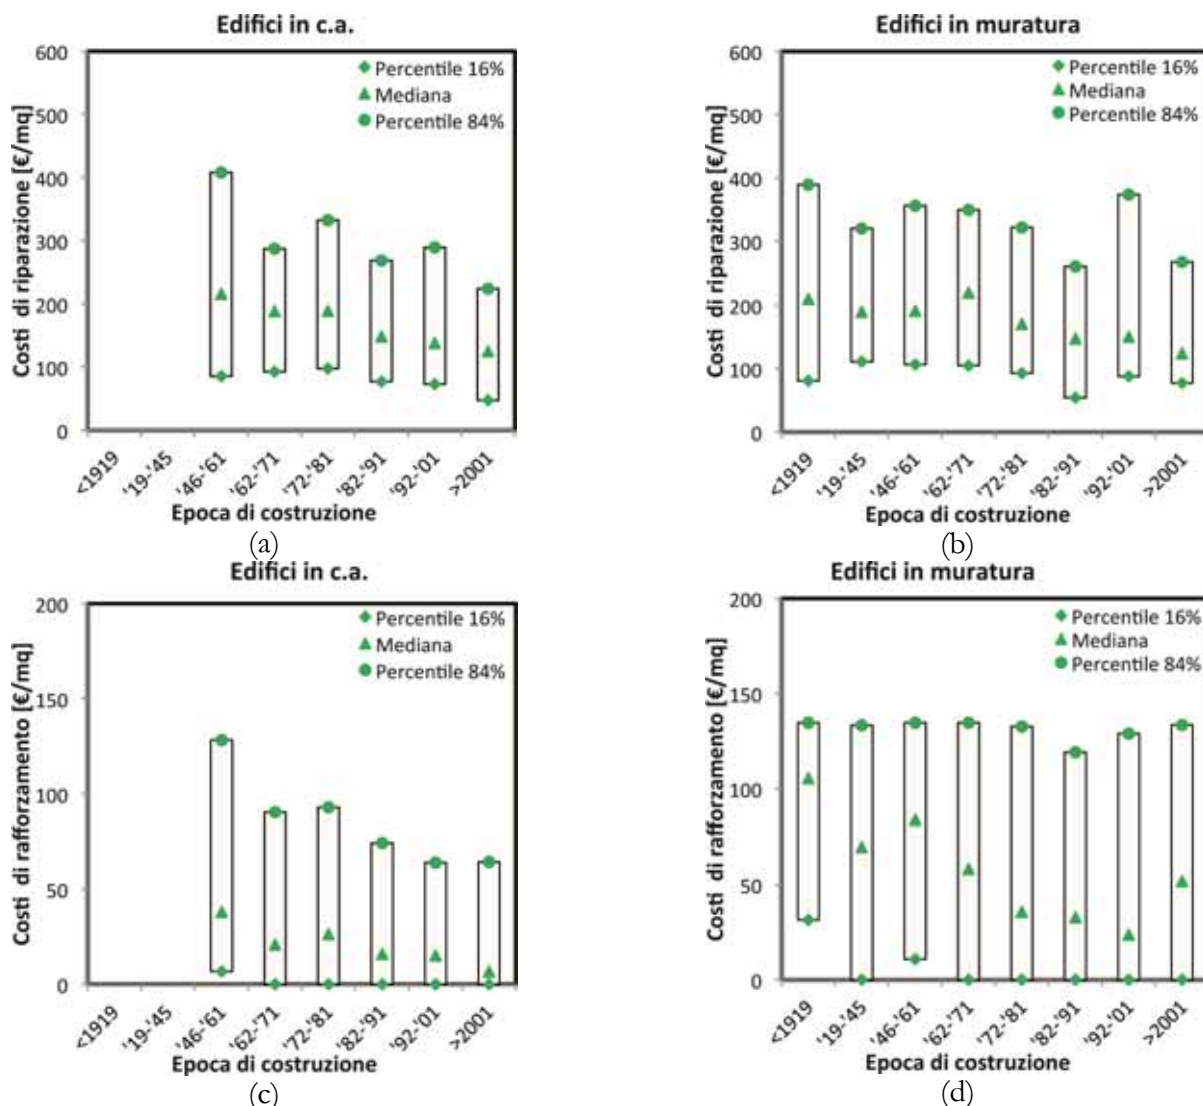 Edifici in c.a.
600
500
400
300
200
100
0
Costi di riparazione [€/mq]
Percentile 16%
Mediana
Percentile 84%
<1919
'19-'45
'46-'61
'62-'71
'72-'81
'82-'91
'92-'01
>2001
Epoca di costruzione
(a)
Edifici in muratura
600
500
400
300
200
100
0
Costi di riparazione [€/mq]
Percentile 16%
Mediana
Percentile 84%
<1919
'19-'45
'46-'61
'62-'71
'72-'81
'82-'91
'92-'01
>2001
Epoca di costruzione
(b)
Edifici in c.a.
200
150
100
50
0
Costi di rafforzamento [€/mq]
Percentile 16%
Mediana
Percentile 84%
<1919
'19-'45
'46-'61
'62-'71
'72-'81
'82-'91
'92-'01
>2001
Epoca di costruzione
(c)
Edifici in muratura
200
150
100
50
0
Costi di rafforzamento [€/mq]
Percentile 16%
Mediana
Percentile 84%
<1919
'19-'45
'46-'61
'62-'71
'72-'81
'82-'91
'92-'01
>2001
Epoca di costruzione
(d)